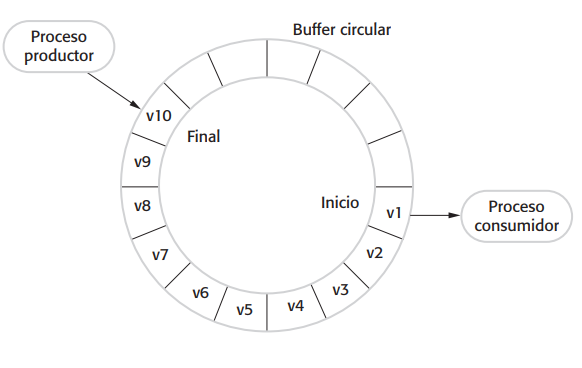 Buffer circular
Proceso
productor
v10
Final
v9
v8
v7
v6
v5
v4
v3
v2
v1
Inicio
Proceso
consumidor